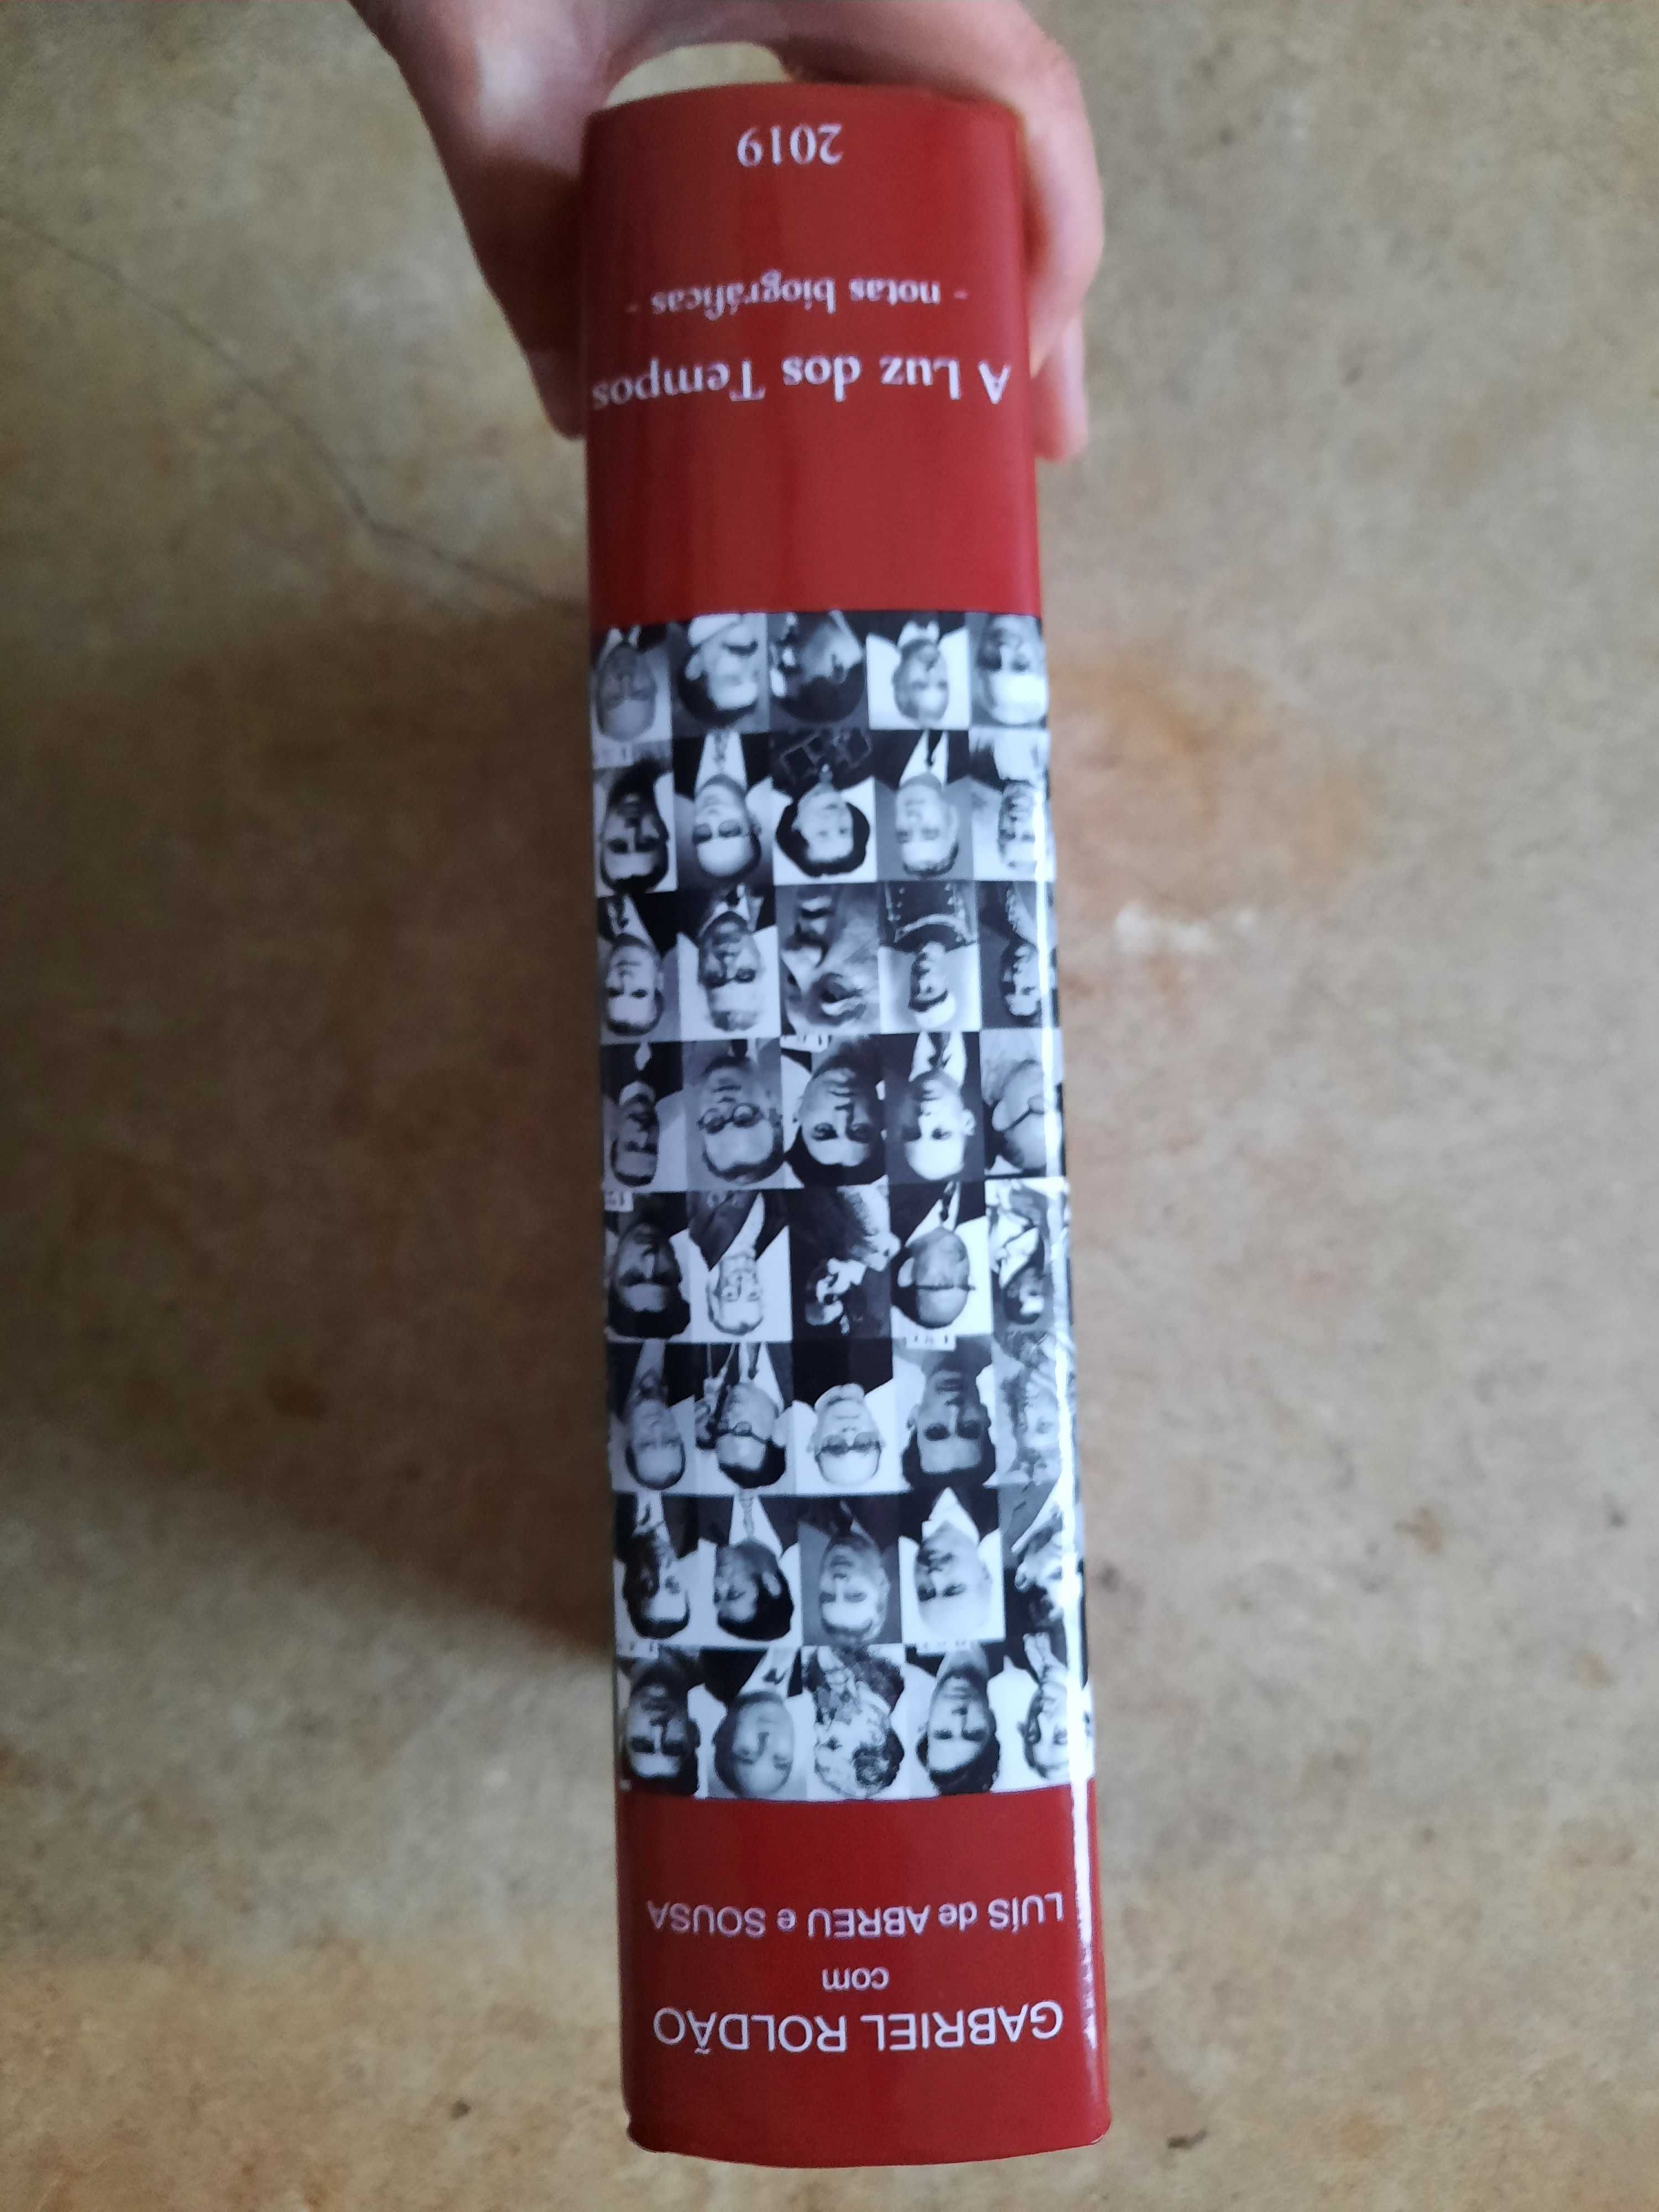 GABRIEL ROLDÃO
com
LUÍS de ABREU e SOUSA
A Luz dos Tempos
- notas biográficas -
2019